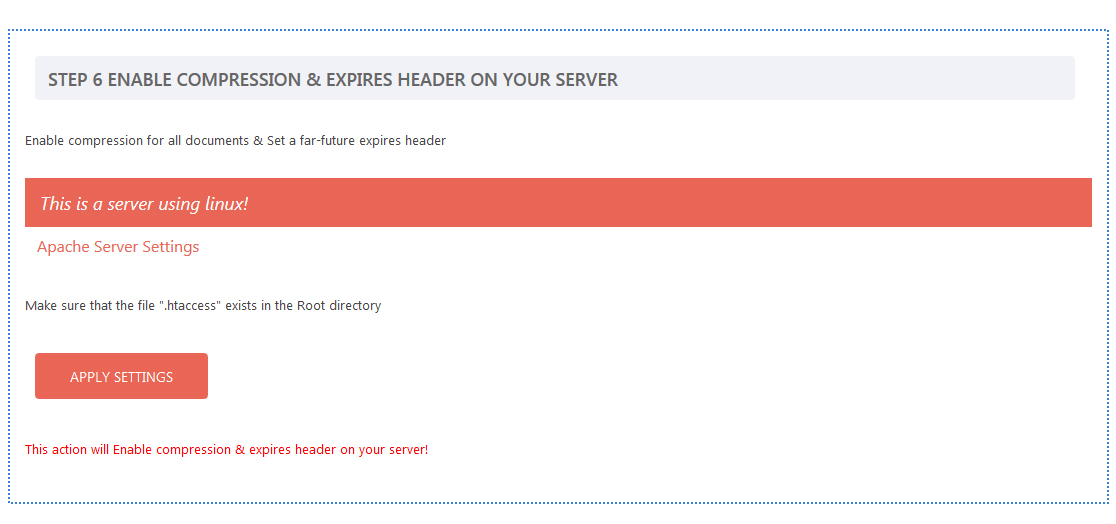 STEP 6 ENABLE COMPRESSION & EXPIRES HEADER ON YOUR SERVER
Enable compression for all documents & Set a far-future expires header
This is a server using linux!
Apache Server Settings
Make sure that the file ".htaccess" exists in the Root directory
APPLY SETTINGS
This action will Enable compression & expires header on your server!